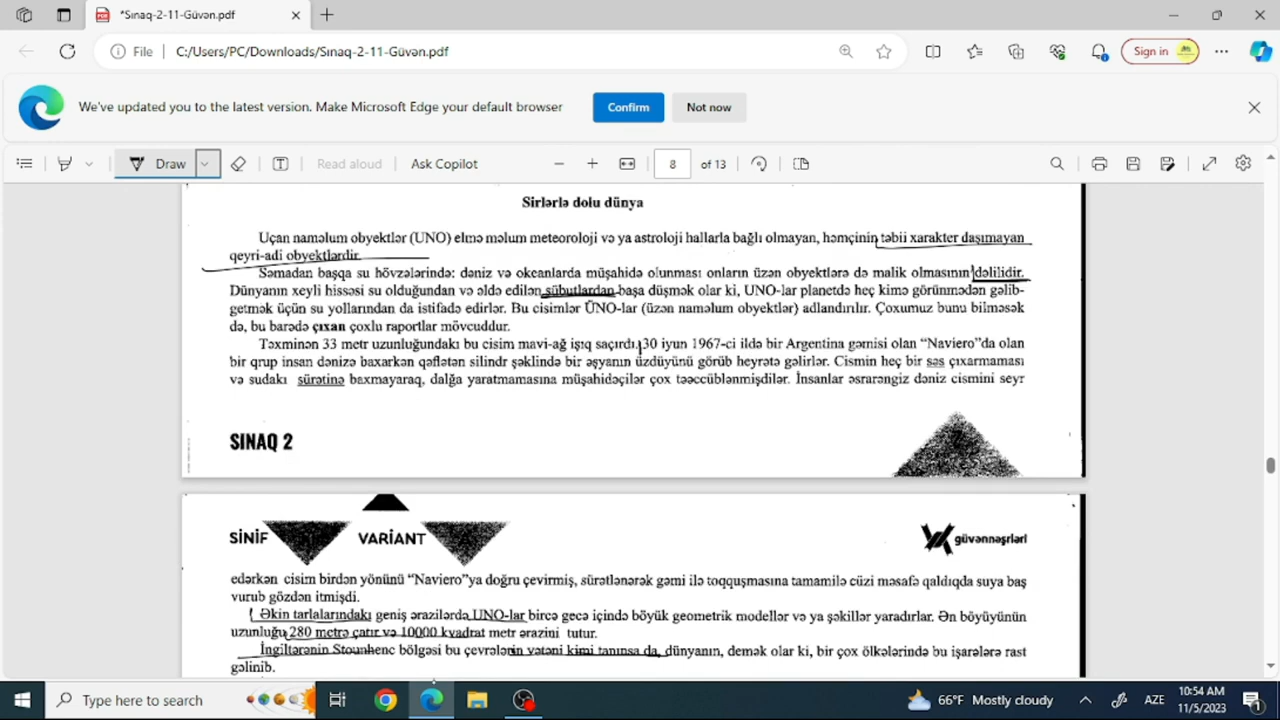 *Sınaq-2-11-Güvən.pdf
File C:/Users/PC/Downloads/Sınaq-2-11-Güvən.pdf
Sign in
We've updated you to the latest version. Make Microsoft Edge your default browser
Confirm
Not now
Draw
Read aloud
Ask Copilot
8 of 13
Sirlərlə dolu dünya
Uçan naməlum obyektlər (UNO) elmə məlum meteoroloji və ya astroloji hallarla bağlı olmayan, həmçinin təbii xarakter daşımayan
qeyri-adi obyektlərdir.
Səmadan başqa su hövzələrində: dəniz və okeanlarda müşahidə olunması onların üzən obyektlərə də malik olmasının dəlilidir.
Dünyanın xeyli hissəsi su olduğundan və əldə edilən sübutlardan başa düşmək olar ki, UNO-lar planetdə heç kimə görünmədən gəlib-
getmək üçün su yollarından da istifadə edirlər. Bu cisimlər ÜNO-lar (üzən naməlum obyektlər) adlandırılır. Çoxumuz bunu bilməsək
də, bu barədə çıxan çoxlu raportlar mövcuddur.
Təxminən 33 metr uzunluğundakı bu cisim mavi-ağ işıq saçırdı. 30 iyun 1967-ci ildə bir Argentina gəmisi olan “Naviero”da olan
bir qrup insan dənizə baxarkən qəflətən silindr şəklində bir əşyanın üzdüyünü görüb heyrətə gəlirlər. Cismin heç bir səs çıxarmaması
və sudakı sürətinə baxmayaraq, dalğa yaratmamasına müşahidəçilər çox təəccüblənmişdilər. İnsanlar əsrarəngiz dəniz cismini seyr
SINAQ 2
SİNİF VARİANT
güvənnəşrləri
edərkən cisim birdən yönünü “Naviero”ya doğru çevirmiş, sürətlənərək gəmi ilə toqquşmasına tamamilə cüzi məsafə qaldıqda suya baş
vurub gözdən itmişdi.
Əkin tarlalarındakı geniş ərazilərdə UNO-lar bircə gecə içində böyük geometrik modellər və ya şəkillər yaradırlar. Ən böyüyünün
uzunluğu 280 metrə çatır və 10000 kvadrat metr ərazini tutur.
İngiltərənin Stounhenc bölgəsi bu çevrələrin vətəni kimi tanınsa da, dünyanın, demək olar ki, bir çox ölkələrində bu işarələrə rast
gəlinib.
Type here to search
66°F Mostly cloudy
AZE
10:54 AM
11/5/2023
1